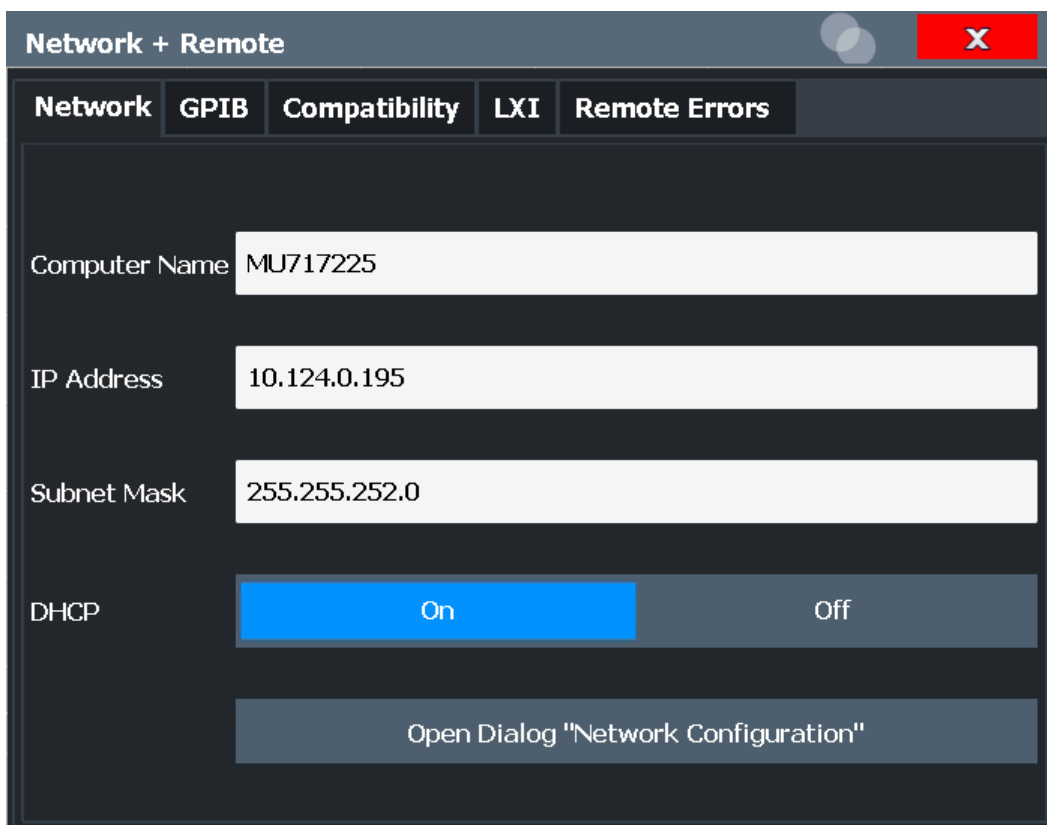 Network + Remote X
Network GPIB Compatibility LXI Remote Errors
Computer Name MU717225
IP Address 10.124.0.195
Subnet Mask 255.255.252.0
DHCP On Off
Open Dialog "Network Configuration"